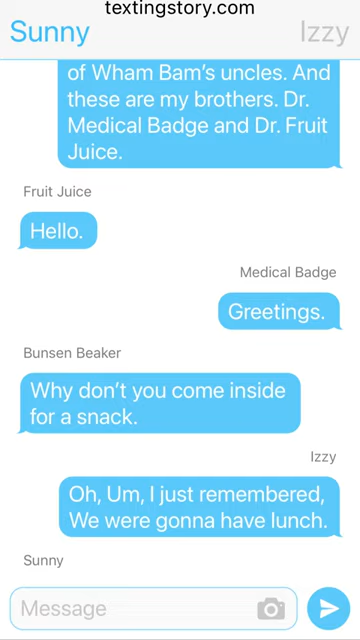 textingstory.com
Sunny
Izzy
of Wham Bam's uncles. And
these are my brothers. Dr.
Medical Badge and Dr. Fruit
Juice.
Fruit Juice
Hello.
Medical Badge
Greetings.
Bunsen Beaker
Why don't you come inside
for a snack.
Izzy
Oh, Um, I just remembered,
We were gonna have lunch.
Sunny
Message